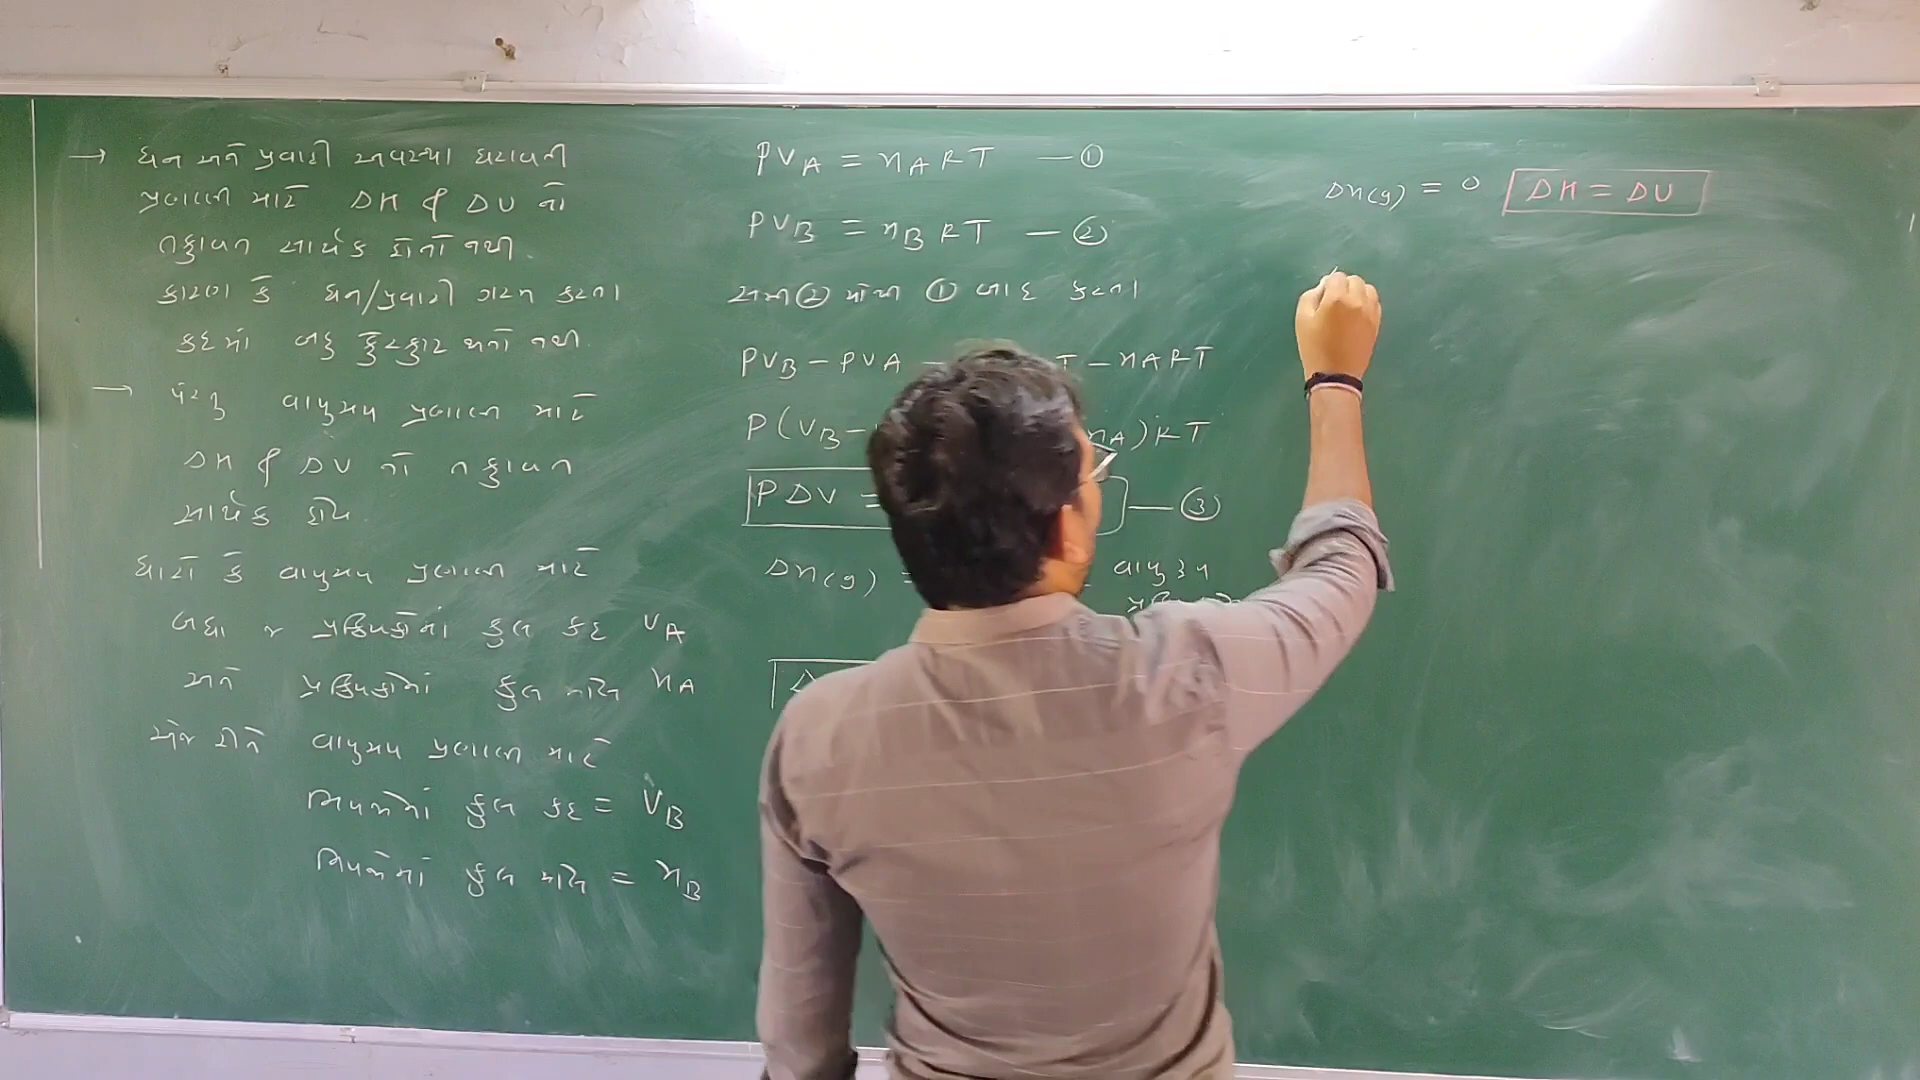 → ઘન અને પ્રવાહી અવસ્થા ધરાવતી
પ્રણાલી માટે ΔH & ΔU નો
તફાવત સાર્થક હોતો નથી.
કારણ કે ઘન/પ્રવાહી ગરમ કરતા
કદમાં બહુ ફેરફાર થતો નથી.
→ પરંતુ વાયુમય પ્રણાલી માટે
ΔH & ΔU નો તફાવત
સાર્થક હોય.
ધારો કે વાયુમય પ્રણાલી માટે
બધા જ પ્રક્રિયકોનાં કુલ કદ VA
અને પ્રક્રિયકોનાં કુલ મોલ nA
એજ રીતે વાયુમય પ્રણાલી માટે
નિપજોનાં કુલ કદ = VB
નિપજોનાં કુલ મોલ = nB
PVA = nART — ①
PVB = nBRT — ②
સમી ② માંથી ① બાદ કરતા
PVB – PVA T – nART
P(VB – nA)RT
PΔV = — ③
Δn(g) = વાયુરૂપ
Δn(g) = 0 ΔH = ΔU